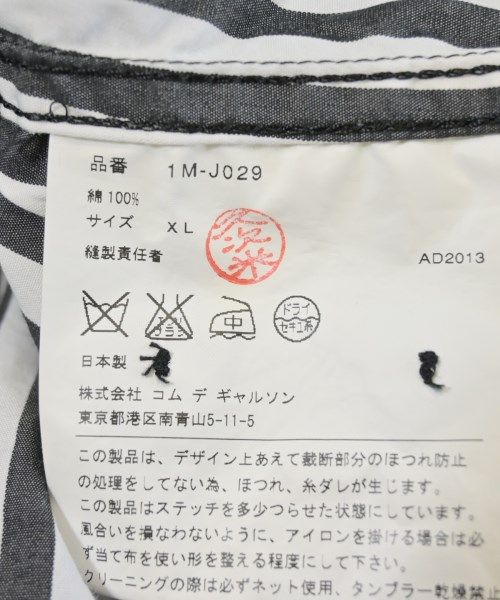 品番 1M-J029
綿 100%
サイズ XL
縫製責任者
AD2013
エンソ
サラシ
中
ドライ
セキユ系
日本製
株式会社 コム デ ギャルソン
東京都港区南青山5-11-5
この製品は、デザイン上あえて裁断部分のほつれ防止
の処理をしてない為、ほつれ、糸ダレが生じます。
この製品はステッチを多少つらせた状態にしています。
風合いを損なわないように、アイロンを掛ける場合は必
ず当て布を使い形を整える程度にして下さい。
クリーニングの際は必ずネット使用、タンブラー乾燥禁